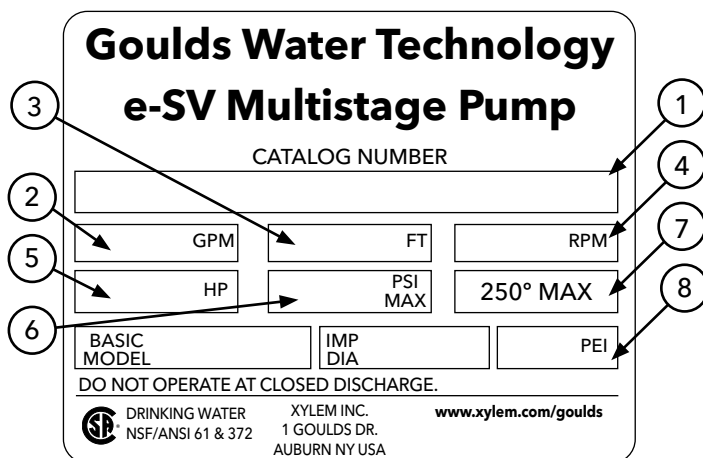 Goulds Water Technology
e-SV Multistage Pump
CATALOG NUMBER
3
1
4
2
GPM
FT
RPM
7
5
HP
PSI
MAX
250° MAX
8
6
BASIC
MODEL
IMP
DIA
PEI
DO NOT OPERATE AT CLOSED DISCHARGE.
SA
DRINKING WATER
NSF/ANSI 61 & 372
XYLEM INC.
1 GOULDS DR.
AUBURN NY USA
www.xylem.com/goulds